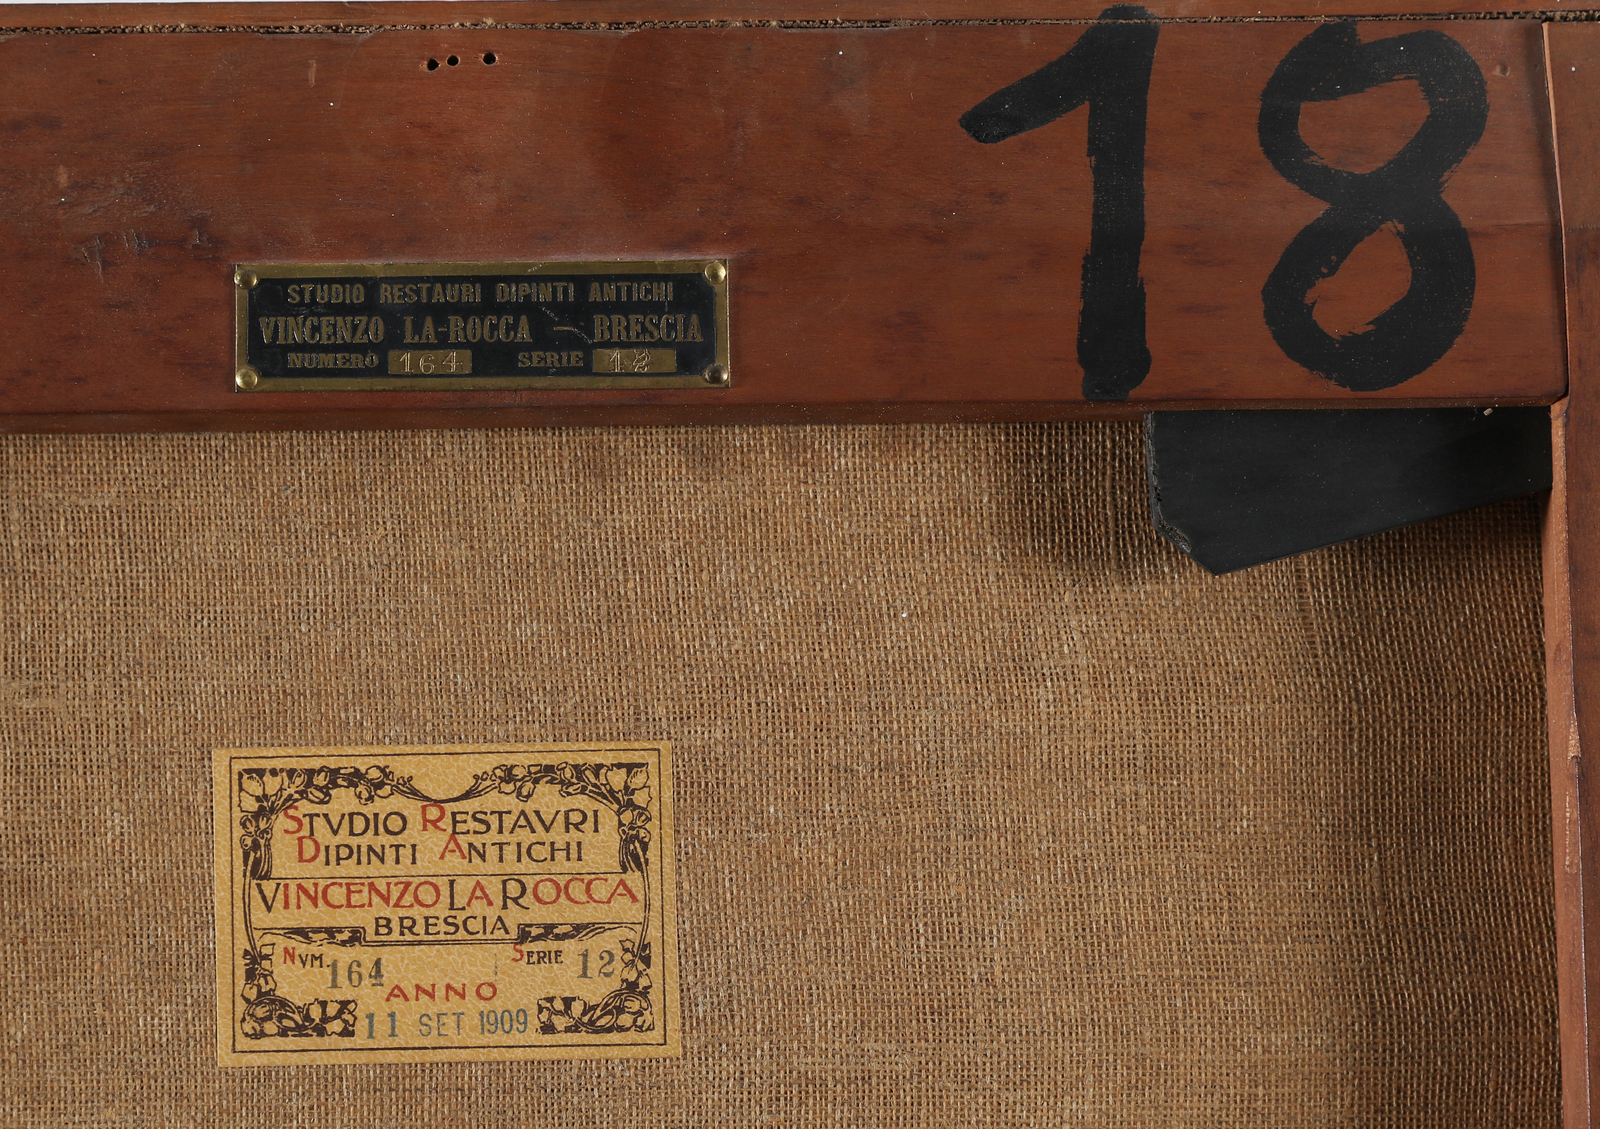 18
STUDIO RESTAURI DIPINTI ANTICHI
VINCENZO LA-ROCCA — BRESCIA
NUMERO 164 SERIE 12
STVDIO RESTAVRI
DIPINTI ANTICHI
VINCENZO LA ROCCA
BRESCIA
NVM. 164 SERIE 12
ANNO
11 SET 1909